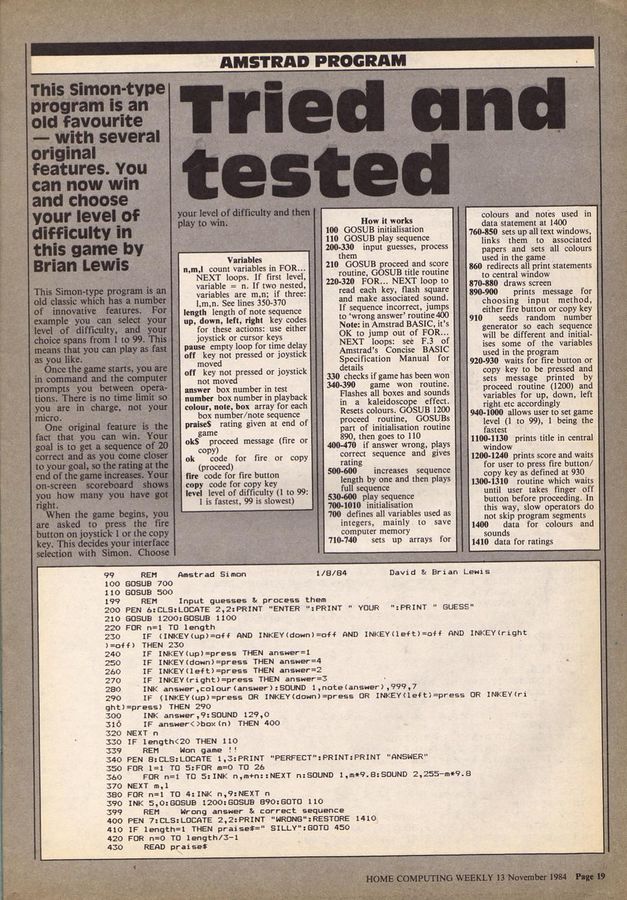 AMSTRAD PROGRAM
This Simon-type
program is an
old favourite
— with several
original
features. You
can now win
and choose
your level of
difficulty in
this game by
Brian Lewis
Tried and
tested
This Simon-type program is an
old classic which has a number
of innovative features. For
example you can select your
level of difficulty, and your
choice spans from 1 to 99. This
means that you can play as fast
as you like.
Once the game starts, you are
in command and the computer
prompts you between opera-
tions. There is no time limit so
you are in charge, not your
micro.
One original feature is the
fact that you can win. Your
goal is to get a sequence of 20
correct and as you come closer
to your goal, so the rating at the
end of the game increases. Your
on-screen scoreboard shows
you how many you have got
right.
When the game begins, you
are asked to press the fire
button on joystick 1 or the copy
key. This decides your interface
selection with Simon. Choose
your level of difficulty and then
play to win.
Variables
n,m,l count variables in FOR...
NEXT loops. If first level,
variable = n. If two nested,
variables are m,n; if three:
l,m,n. See lines 350-370
length length of note sequence
up, down, left, right key codes
for these actions: use either
joystick or cursor keys
pause empty loop for time delay
off key not pressed or joystick
moved
off key not pressed or joystick
not moved
answer box number in test
number box number in playback
colour, note, box array for each
box number/note sequence
praise$ rating given at end of
game
ok$ proceed message (fire or
copy)
ok code for fire or copy
(proceed)
fire code for fire button
copy code for copy key
level level of difficulty (1 to 99:
1 is fastest, 99 is slowest)
How it works
100 GOSUB initialisation
110 GOSUB play sequence
200-330 input guesses, process
them
210 GOSUB proceed and score
routine, GOSUB title routine
220-320 FOR... NEXT loop to
read each key, flash square
and make associated sound.
If sequence incorrect, jumps
to 'wrong answer' routine 400
Note: in Amstrad BASIC, it's
OK to jump out of FOR...
NEXT loops: see F.3 of
Amstrad's Concise BASIC
Specification Manual for
details
330 checks if game has been won
340-390 game won routine.
Flashes all boxes and sounds
in a kaleidoscope effect.
Resets colours. GOSUB 1200
proceed routine, GOSUBs
part of initialisation routine
890, then goes to 110
400-470 if answer wrong, plays
correct sequence and gives
rating
500-600 increases sequence
length by one and then plays
full sequence
530-600 play sequence
700-1010 initialisation
700 defines all variables used as
integers, mainly to save
computer memory
710-740 sets up arrays for
colours and notes used in
data statement at 1400
760-850 sets up all text windows,
links them to associated
papers and sets all colours
used in the game
860 redirects all print statements
to central window
870-880 draws screen
890-900 prints message for
choosing input method,
either fire button or copy key
910 seeds random number
generator so each sequence
will be different and initial-
ises some of the variables
used in the program
920-930 waits for fire button or
copy key to be pressed and
sets message printed by
proceed routine (1200) and
variables for up, down, left
right etc accordingly
940-1000 allows user to set game
level (1 to 99), 1 being the
fastest
1100-1130 prints title in central
window
1200-1240 prints score and waits
for user to press fire button/
copy key as defined at 930
1300-1310 routine which waits
until user takes finger off
button before proceeding. In
this way, slow operators do
not skip program segments
1400 data for colours and
sounds
1410 data for ratings
99 REM Amstrad Simon 1/8/84 David & Brian Lewis
100 GOSUB 700
110 GOSUB 500
199 REM Input guesses & process them
200 PEN 6:CLS:LOCATE 2,2:PRINT "ENTER ":PRINT " YOUR ":PRINT " GUESS"
210 GOSUB 1200:GOSUB 1100
220 FOR n=1 TO length
230 IF (INKEY(up)=off AND INKEY(down)=off AND INKEY(left)=off AND INKEY(right
)=off) THEN 230
240 IF INKEY(up)=press THEN answer=1
250 IF INKEY(down)=press THEN answer=4
260 IF INKEY(left)=press THEN answer=2
270 IF INKEY(right)=press THEN answer=3
280 INK answer,colour(answer):SOUND 1,note(answer),999,7
290 IF (INKEY(up)=press OR INKEY(down)=press OR INKEY(left)=press OR INKEY(ri
ght)=press) THEN 290
300 INK answer,9:SOUND 129,0
310 IF answer<>box(n) THEN 400
320 NEXT n
330 IF length<20 THEN 110
339 REM Won game !!
340 PEN 8:CLS:LOCATE 1,3:PRINT "PERFECT":PRINT:PRINT "ANSWER"
350 FOR l=1 TO 5:FOR m=0 TO 26
360 FOR n=1 TO 5:INK n,m+n::NEXT n:SOUND 1,m*9.8:SOUND 2,255-m*9.8
370 NEXT m,l
380 FOR n=1 TO 4:INK n,9:NEXT n
390 INK 5,0:GOSUB 1200:GOSUB 890:GOTO 110
399 REM Wrong answer & correct sequence
400 PEN 7:CLS:LOCATE 2,2:PRINT "WRONG":RESTORE 1410
410 IF length=1 THEN praise$=" SILLY":GOTO 450
420 FOR n=0 TO length/3-1
430 READ praise$
HOME COMPUTING WEEKLY 13 November 1984 Page 19